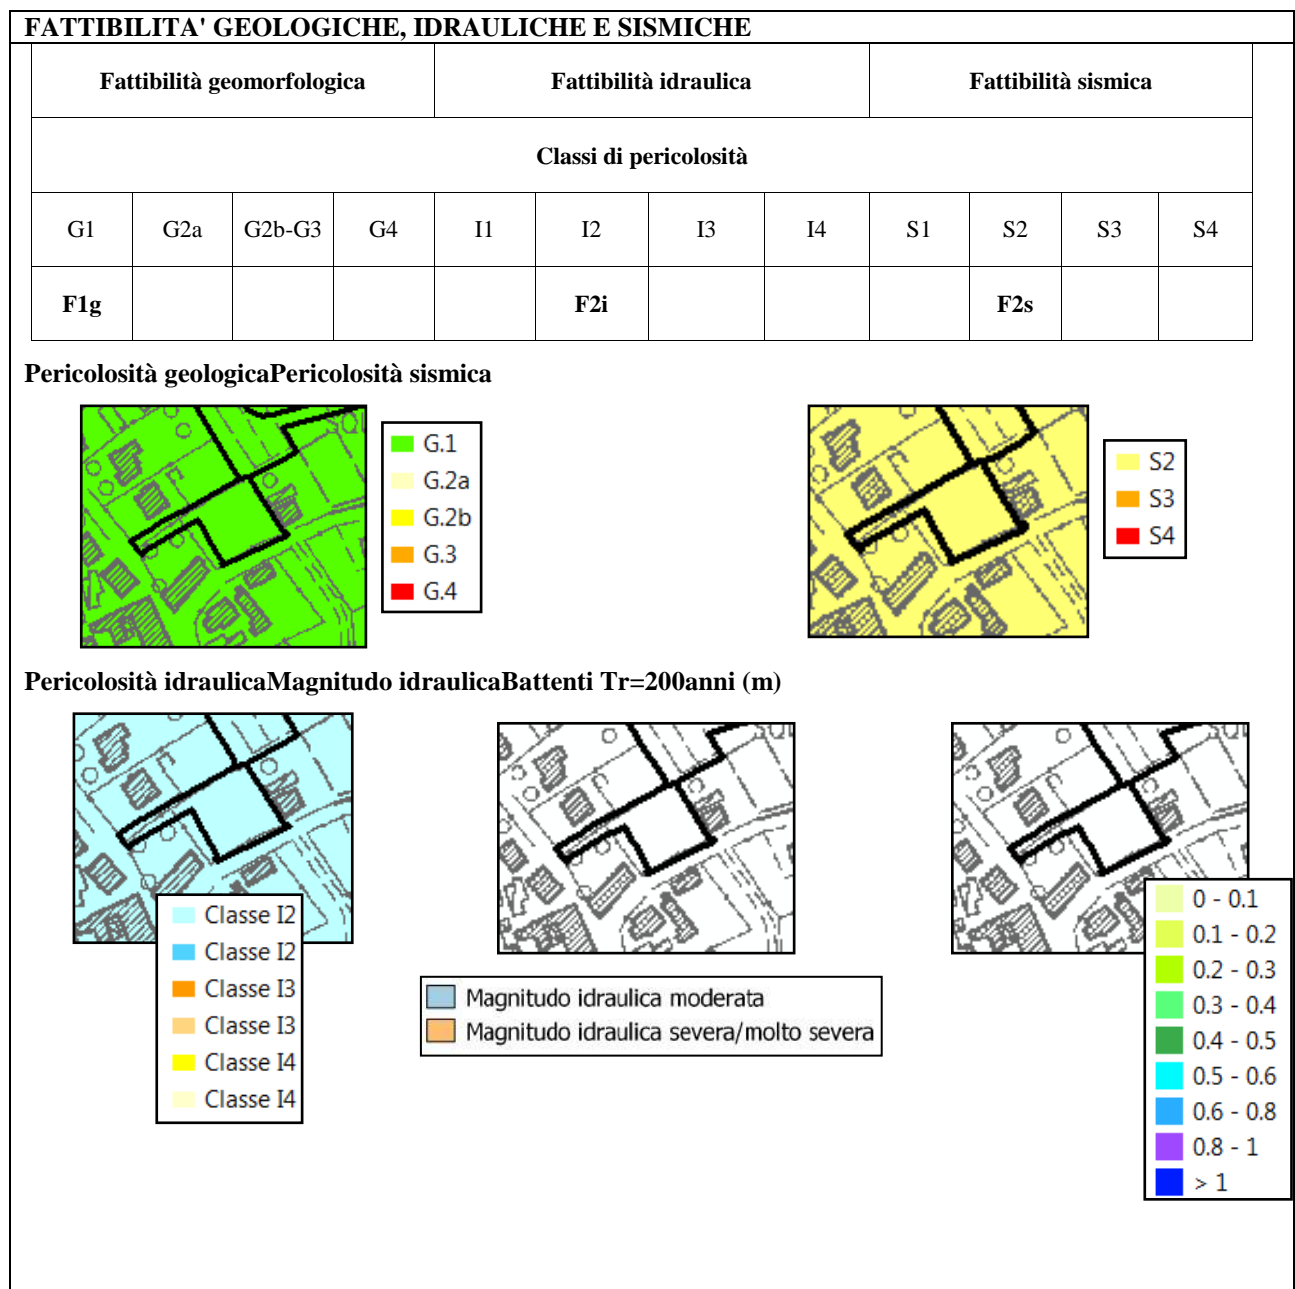 FATTIBILITA' GEOLOGICHE, IDRAULICHE E SISMICHE
Fattibilità geomorfologica Fattibilità idraulica Fattibilità sismica
Classi di pericolosità
G1 G2a G2b-G3 G4 I1 I2 I3 I4 S1 S2 S3 S4
F1g F2i F2s
Pericolosità geologicaPericolosità sismica
G.1
G.2a
G.2b
G.3
G.4
S2
S3
S4
Pericolosità idraulicaMagnitudo idraulicaBattenti Tr=200anni (m)
Classe I2
Classe I2
Classe I3
Classe I3
Classe I4
Classe I4
Magnitudo idraulica moderata
Magnitudo idraulica severa/molto severa
0 - 0.1
0.1 - 0.2
0.2 - 0.3
0.3 - 0.4
0.4 - 0.5
0.5 - 0.6
0.6 - 0.8
0.8 - 1
> 1